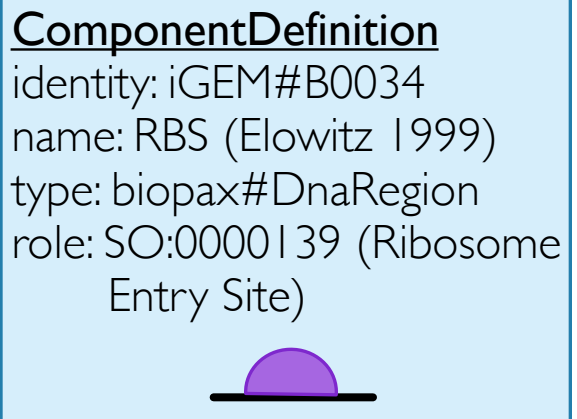 ComponentDefinition
identity: iGEM#B0034
name: RBS (Elowitz 1999)
type: biopax#DnaRegion
role: SO:0000139 (Ribosome
Entry Site)